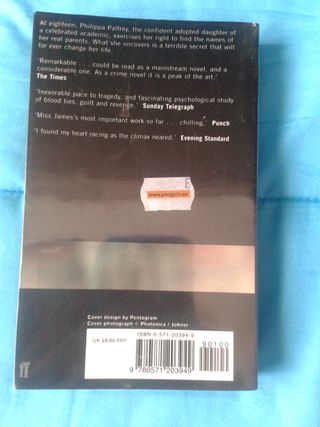 At eighteen, Philippa Palfrey, the confident adopted daughter of
a celebrated academic, exercises her right to find the names of
her real parents. What she uncovers is a terrible secret that will
for ever change her life.
'Remarkable . . . could be read as a mainstream novel, and a
considerable one. As a crime novel it is a peak of the art.'
The Times
'Inexorable pace to tragedy, and fascinating psychological study
of blood ties, guilt and revenge.' Sunday Telegraph
'Miss James's most important work so far . . . chilling.' Punch
'I found my heart racing as the climax neared.' Evening Standard
Cover design by Pentagram
Cover photograph © Photonica / Johner
ISBN 0-571-20394-9
90100
UK £6.99 RRP
9 780571 203949
ff